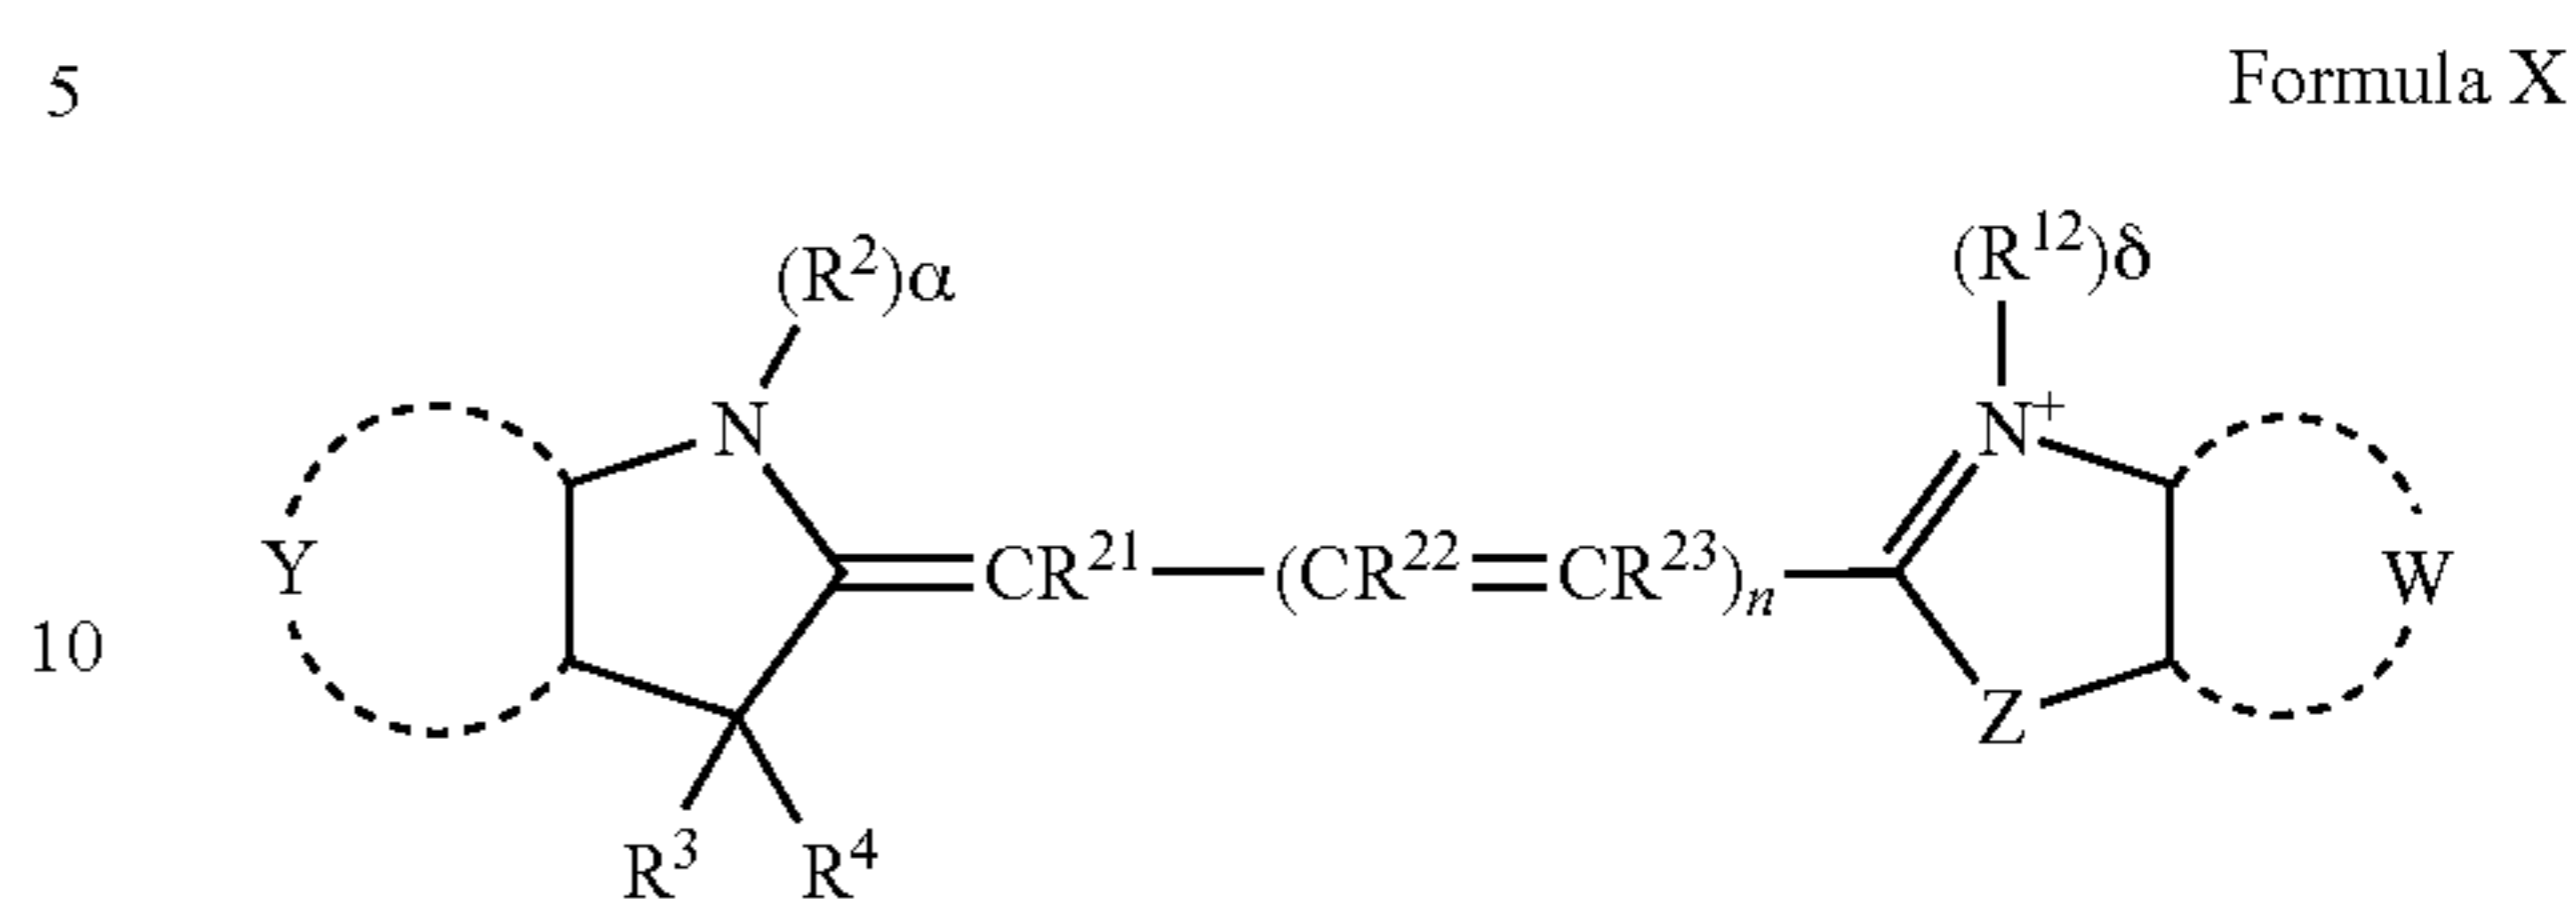 5 Formula X
(R²)α (R¹²)δ
N N⁺
Y =CR²¹—(CR²²=CR²³)ₙ— W
10
Z
R³ R⁴